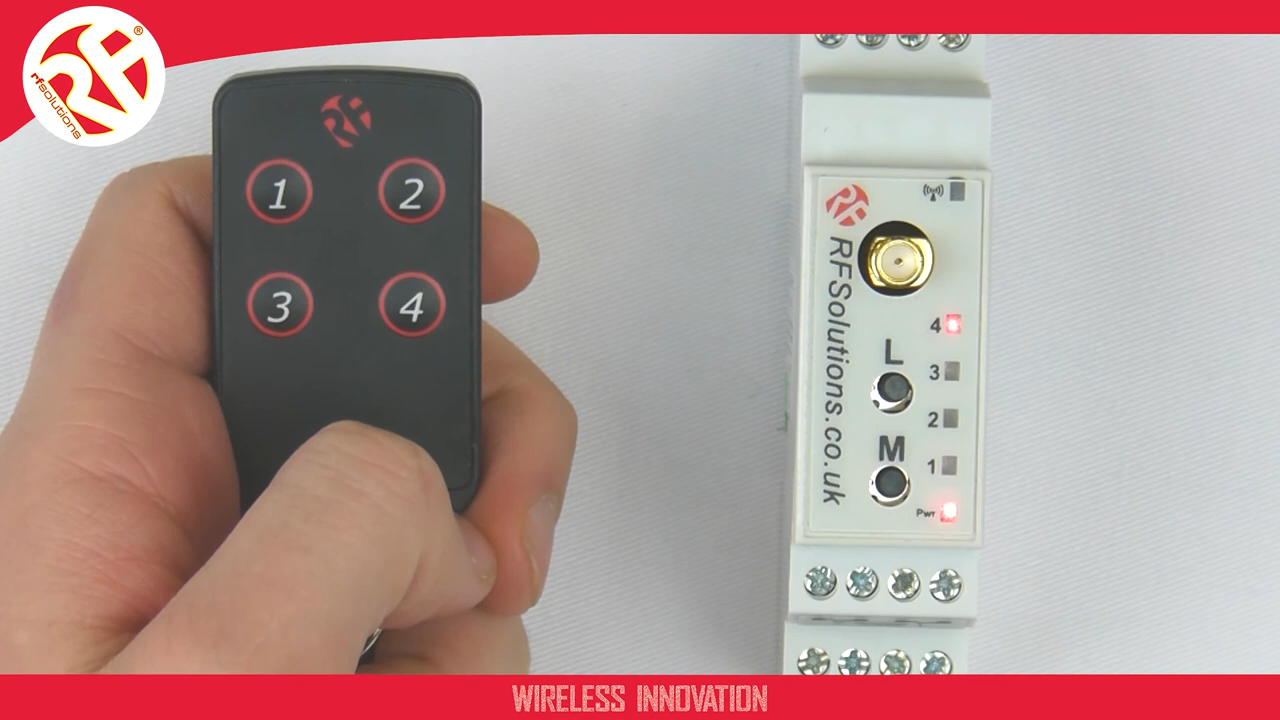 RF®
rfsolutions
RF
1 2
3 4
RF
RFSolutions.co.uk
4
L
3
2
M
1
Pwr
WIRELESS INNOVATION